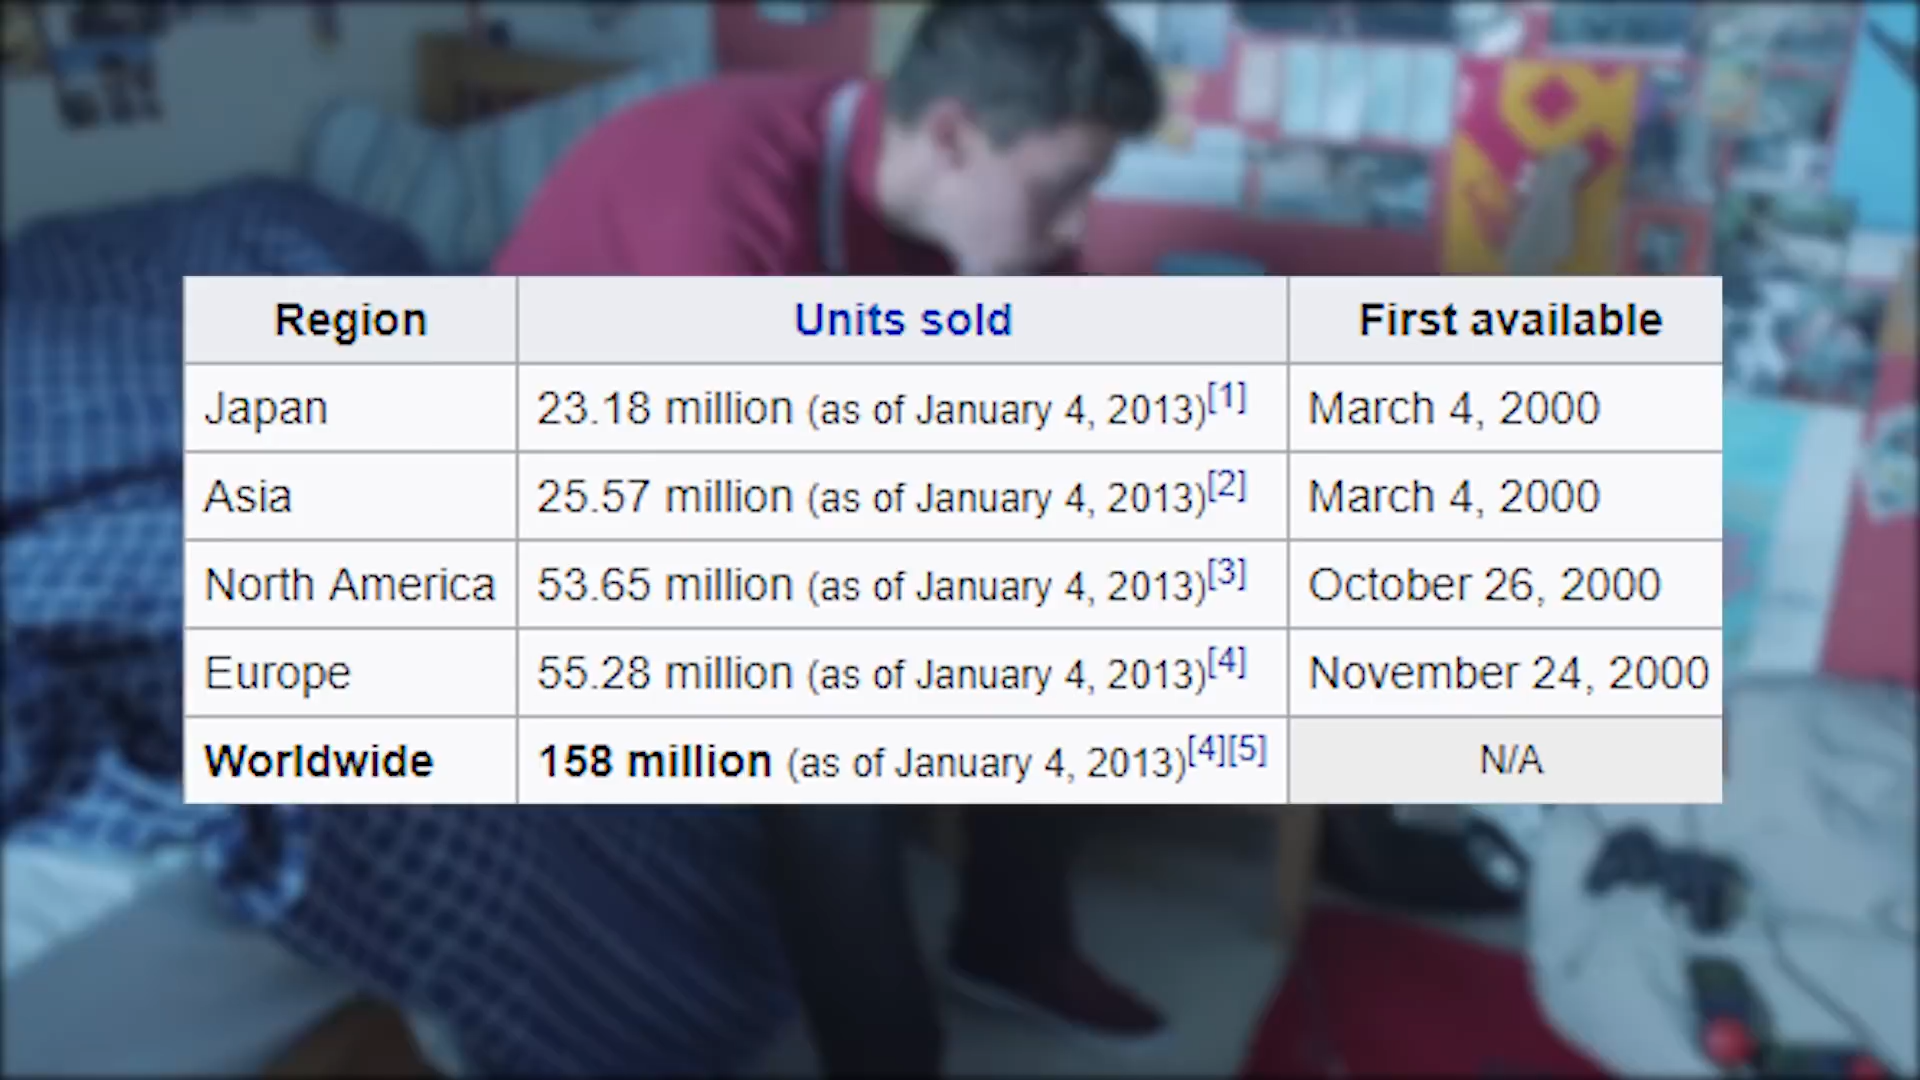 Region Units sold First available
Japan 23.18 million (as of January 4, 2013)[1] March 4, 2000
Asia 25.57 million (as of January 4, 2013)[2] March 4, 2000
North America 53.65 million (as of January 4, 2013)[3] October 26, 2000
Europe 55.28 million (as of January 4, 2013)[4] November 24, 2000
Worldwide 158 million (as of January 4, 2013)[4][5] N/A